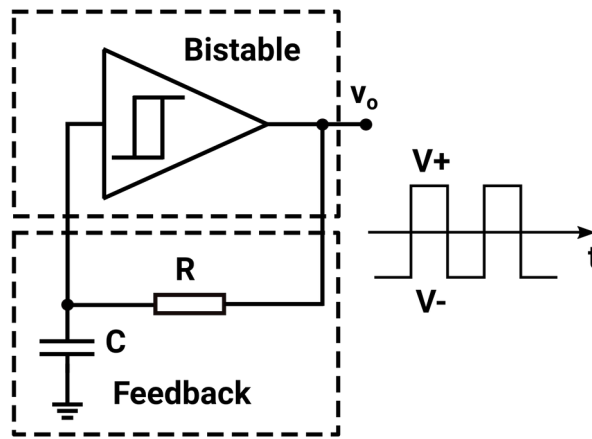 Bistable
vₒ
V+
t
V-
R
C
Feedback